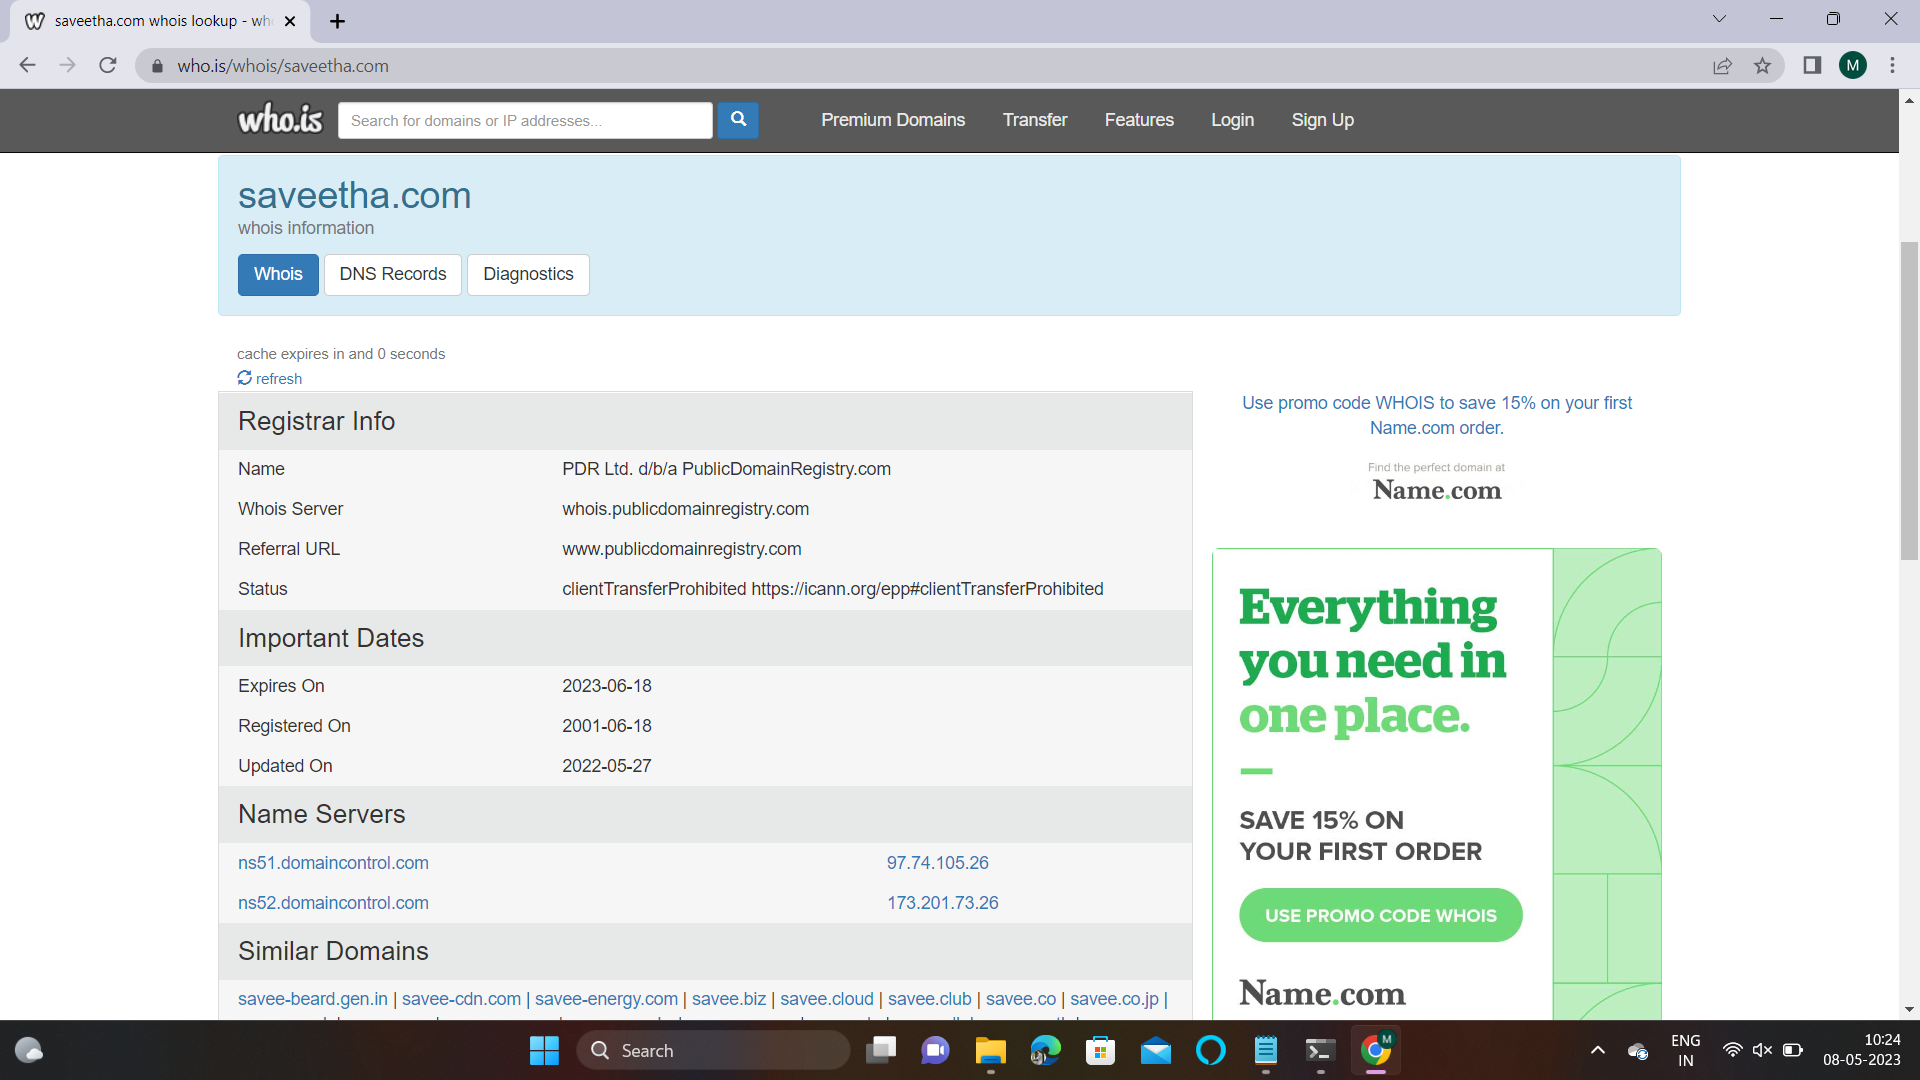 saveetha.com whois lookup - wh
who.is/whois/saveetha.com
M
who.is
Search for domains or IP addresses...
Premium Domains
Transfer
Features
Login
Sign Up
saveetha.com
whois information
Whois
DNS Records
Diagnostics
cache expires in and 0 seconds
refresh
Registrar Info
Name PDR Ltd. d/b/a PublicDomainRegistry.com
Whois Server whois.publicdomainregistry.com
Referral URL www.publicdomainregistry.com
Status clientTransferProhibited https://icann.org/epp#clientTransferProhibited
Important Dates
Expires On 2023-06-18
Registered On 2001-06-18
Updated On 2022-05-27
Name Servers
ns51.domaincontrol.com 97.74.105.26
ns52.domaincontrol.com 173.201.73.26
Similar Domains
savee-beard.gen.in | savee-cdn.com | savee-energy.com | savee.biz | savee.cloud | savee.club | savee.co | savee.co.jp |
Use promo code WHOIS to save 15% on your first
Name.com order.
Find the perfect domain at
Name.com
Everything
you need in
one place.
SAVE 15% ON
YOUR FIRST ORDER
USE PROMO CODE WHOIS
Name.com
Search
M
ENG
IN
10:24
08-05-2023